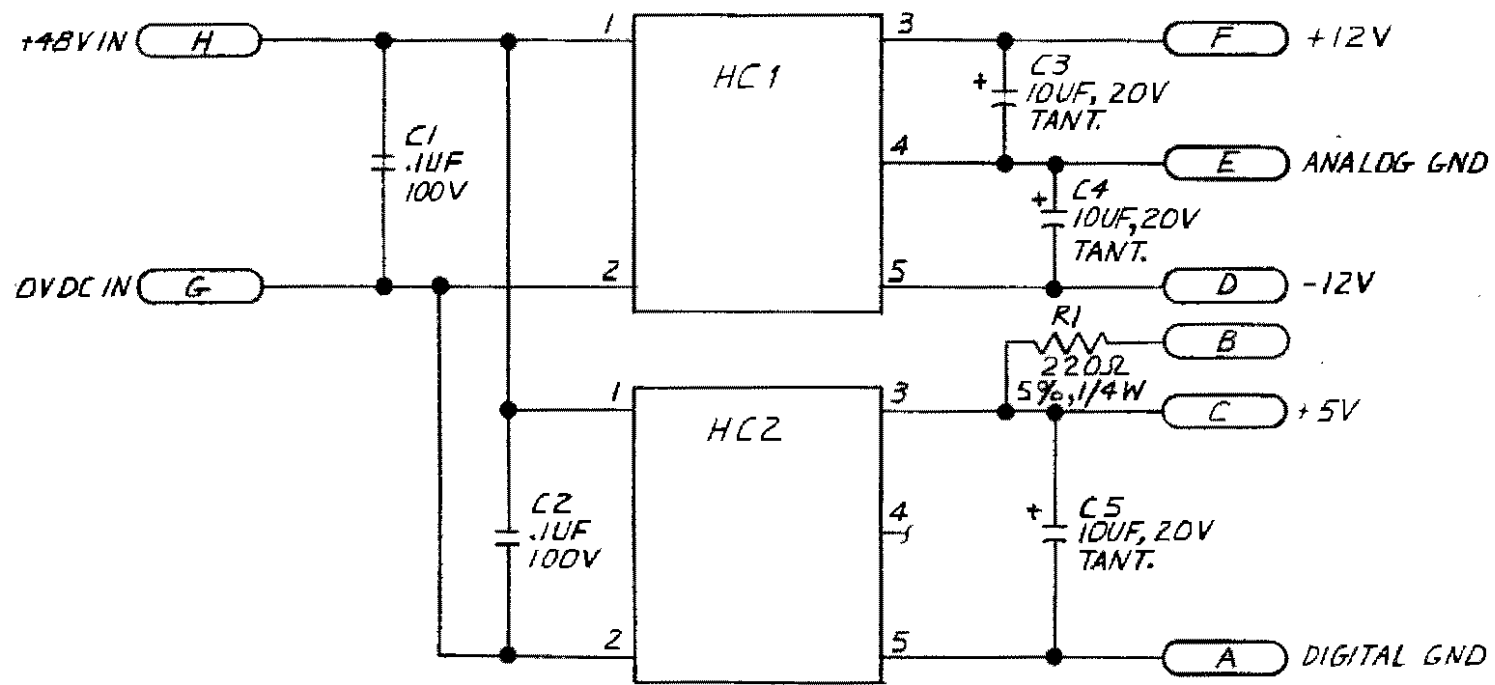 +48V IN H
1
HC1
3
F +12V
C3
+ 10UF, 20V
TANT.
C1
.1UF
100V
4
E ANALOG GND
C4
+ 10UF, 20V
TANT.
0VDC IN G
2
5
D -12V
R1
B
220Ω
5%, 1/4W
1
HC2
3
C +5V
C2
.1UF
100V
4
C5
+ 10UF, 20V
TANT.
2
5
A DIGITAL GND